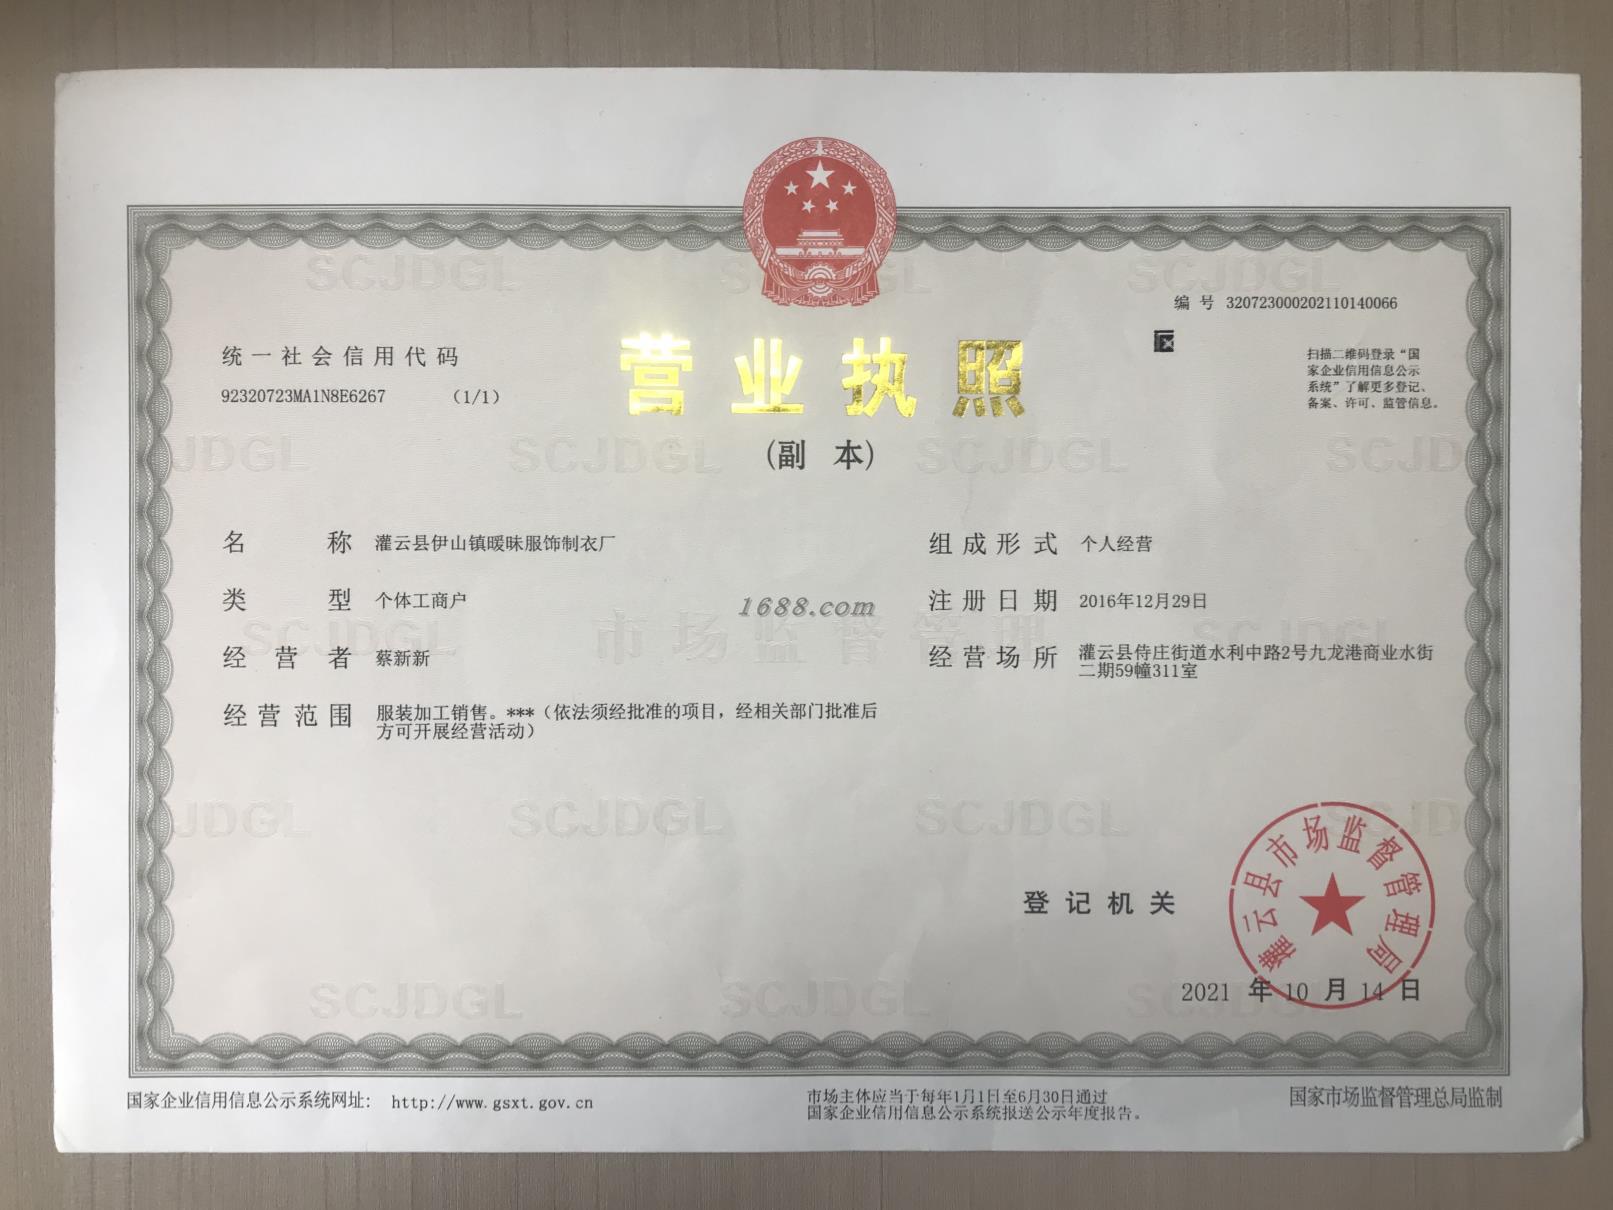 编 号 320723000202110140066
统一社会信用代码
92320723MA1N8E6267 （1/1）
营业执照
（副 本）
扫描二维码登录“国
家企业信用信息公示
系统”了解更多登记、
备案、许可、监管信息。
名 称 灌云县伊山镇暖昧服饰制衣厂
类 型 个体工商户
经 营 者 蔡新新
经 营 范 围 服装加工销售。***（依法须经批准的项目，经相关部门批准后
方可开展经营活动）
组 成 形 式 个人经营
注 册 日 期 2016年12月29日
经 营 场 所 灌云县侍庄街道水利中路2号九龙港商业水街
二期59幢311室
1688.com
市场监督管理
SCJDGL
登 记 机 关
灌云县市场监督管理局
2021 年 10 月 14 日
国家企业信用信息公示系统网址: http://www.gsxt.gov.cn
市场主体应当于每年1月1日至6月30日通过
国家企业信用信息公示系统报送公示年度报告。
国家市场监督管理总局监制